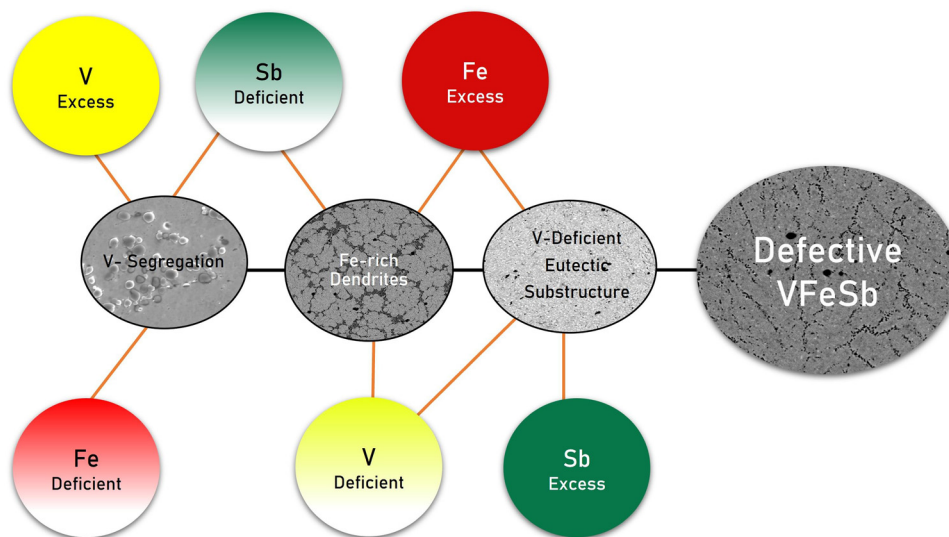 V
Excess
Sb
Deficient
Fe
Excess
V- Segregation
Fe-rich
Dendrites
V-Deficient
Eutectic
Substructure
Defective
VFeSb
Fe
Deficient
V
Deficient
Sb
Excess